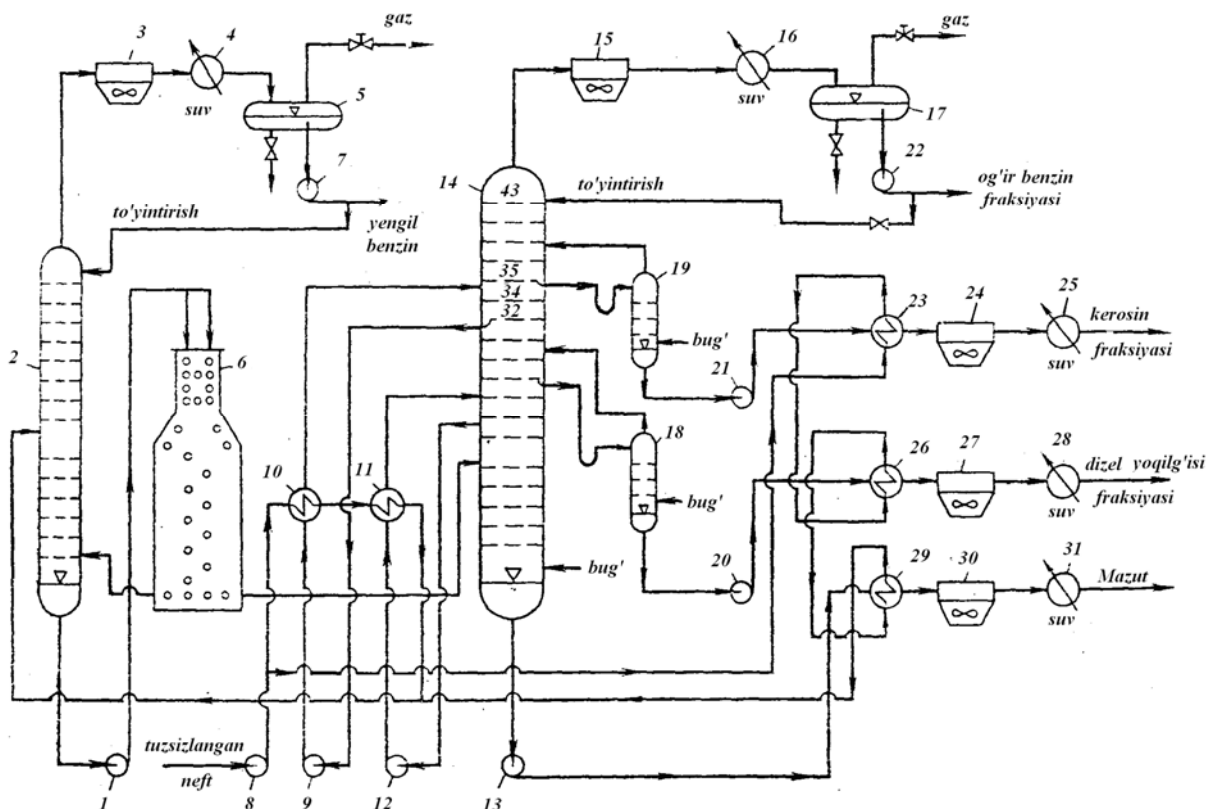 gaz
gaz
3
4
15
16
suv
5
suv
17
7
22
14
43
to'yintirish
og'ir benzin
fraksiyasi
to'yintirish
yengil
benzin
35
19
34
32
23
24
25
kerosin
fraksiyasi
suv
2
6
bug'
21
18
26
27
28
dizel yoqilg'isi
fraksiyasi
suv
10
11
bug'
bug'
20
29
30
31
Mazut
suv
tuzsizlangan
neft
1
8
9
12
13